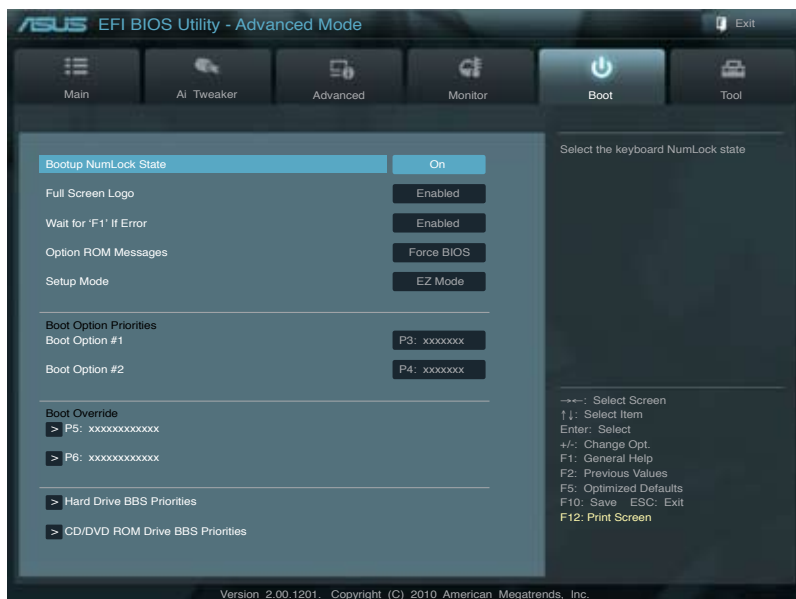 ASUS EFI BIOS Utility - Advanced Mode
Exit
Main
Ai Tweaker
Advanced
Monitor
Boot
Tool
Bootup NumLock State On
Full Screen Logo Enabled
Wait for ‘F1’ If Error Enabled
Option ROM Messages Force BIOS
Setup Mode EZ Mode
Boot Option Priorities
Boot Option #1 P3: xxxxxxx
Boot Option #2 P4: xxxxxxx
Boot Override
> P5: xxxxxxxxxxxx
> P6: xxxxxxxxxxxx
> Hard Drive BBS Priorities
> CD/DVD ROM Drive BBS Priorities
Select the keyboard NumLock state
→←: Select Screen
↑↓: Select Item
Enter: Select
+/-: Change Opt.
F1: General Help
F2: Previous Values
F5: Optimized Defaults
F10: Save ESC: Exit
F12: Print Screen
Version 2.00.1201. Copyright (C) 2010 American Megatrends, Inc.